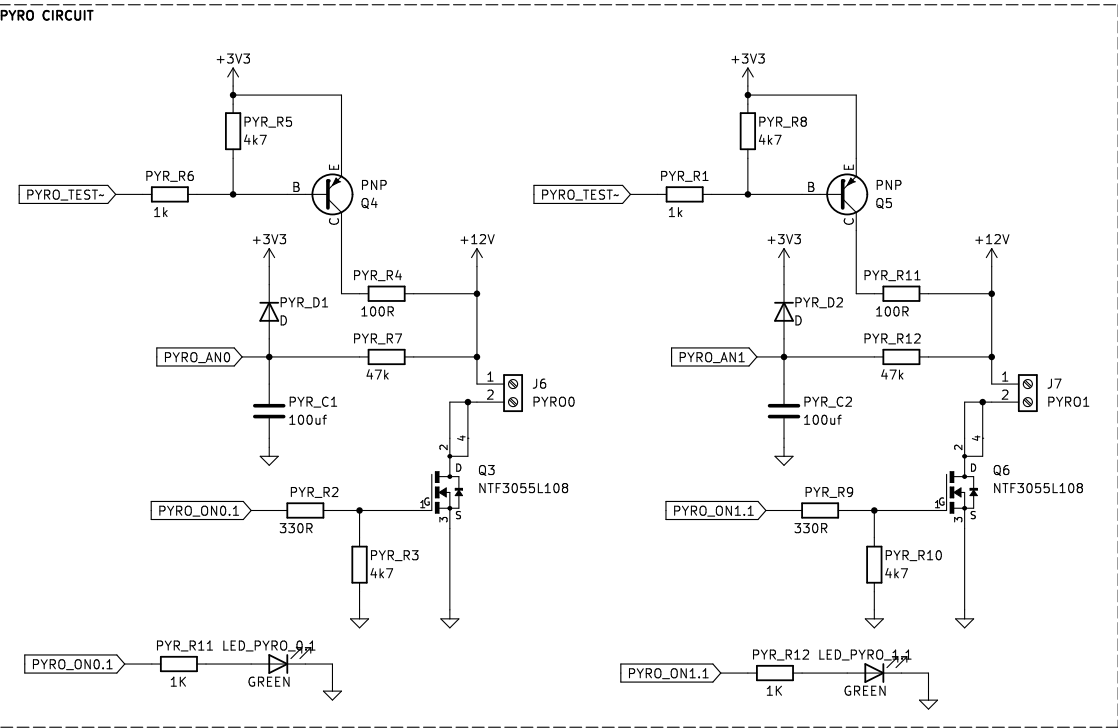 PYRO CIRCUIT
+3V3
PYR_R5
4k7
PYRO_TEST~
PYR_R6
1k
B
E
C
PNP
Q4
+3V3
PYR_D1
D
PYR_R4
100R
+12V
PYRO_AN0
PYR_R7
47k
PYR_C1
100uf
1
2
J6
PYRO0
2
4
D
1
G
3
S
Q3
NTF3055L108
PYRO_ON0.1
PYR_R2
330R
PYR_R3
4k7
PYRO_ON0.1
PYR_R11
1K
LED_PYRO_0.1
GREEN
+3V3
PYR_R8
4k7
PYRO_TEST~
PYR_R1
1k
B
E
C
PNP
Q5
+3V3
PYR_D2
D
PYR_R11
100R
+12V
PYRO_AN1
PYR_R12
47k
PYR_C2
100uf
1
2
J7
PYRO1
2
4
D
1
G
3
S
Q6
NTF3055L108
PYRO_ON1.1
PYR_R9
330R
PYR_R10
4k7
PYRO_ON1.1
PYR_R12
1K
LED_PYRO_1.1
GREEN